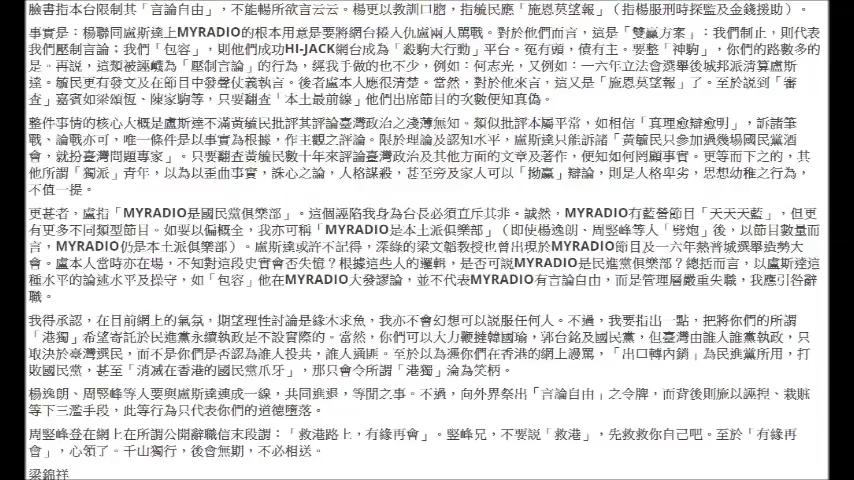 臉書指本台限制其「言論自由」，不能暢所欲言云云。楊更以教訓口脗，指毓民應「施恩莫望報」（指楊服刑時探監及金錢援助）。
事實是：楊聯同盧斯達上MYRADIO的根本用意是要將網台捲入仇盧兩人罵戰。對於他們而言，這是「雙贏方案」：我們制止，則代表
我們壓制言論；我們「包容」，則他們成功HI-JACK網台成為「殺駒大行動」平台。冤有頭，債有主。要整「神駒」，你們的路數多的
是。再說，這類被誣衊為「壓制言論」的行為，經我手做的也不少，例如：何志光，又例如：一六年立法會選舉後城邦派清算盧斯
達。毓民更有發文及在節目中發聲仗義執言。後者盧本人應很清楚。當然，對於他來言，這又是「施恩莫望報」了。至於說到「審
查」嘉賓如梁頌恆、陳家駒等，只要翻查「本土最前線」他們出席節目的次數便知真偽。
整件事情的核心大概是盧斯達不滿黃毓民批評其評論臺灣政治之淺薄無知。類似批評本屬平常，如相信「真理愈辯愈明」，訴諸筆
戰、論戰亦可，唯一條件是以事實為根據，作主觀之評論。限於理論及認知水平，盧斯達只能訴諸「黃毓民只參加過幾場國民黨酒
會，就扮臺灣問題專家」。只要翻查黃毓民數十年來評論臺灣政治及其他方面的文章及著作，便知如何罔顧事實。更等而下之的，其
他所謂「獨派」青年，以為以歪曲事實，誅心之論，人格謀殺，甚至旁及家人可以「拗贏」辯論，則是人格卑劣，思想幼稚之行為，
不值一提。
更甚者，盧指「MYRADIO是國民黨俱樂部」。這個誣陷我身為台長必須直斥其非。誠然，MYRADIO有藍營節目「天天天藍」，但更
有更多不同類型節目。如要以偏概全，我亦可稱「MYRADIO是本土派俱樂部」（即使楊逸朗、周竪峰等人「劈炮」後，以節目數量而
言，MYRADIO仍是本土派俱樂部）。盧斯達或許不記得，深綠的梁文韜教授也曾出現於MYRADIO節目及一六年熱普城選舉造勢大
會。盧本人當時亦在場，不知對這段史實會否失憶？根據這些人的邏輯，是否可說MYRADIO是民進黨俱樂部？總括而言，以盧斯達這
種水平的論述水平及操守，如「包容」他在MYRADIO大發謬論，並不代表MYRADIO有言論自由，而是管理層嚴重失職，我應引咎辭
職。
我得承認，在目前網上的氣氛，期望理性討論是緣木求魚，我亦不會幻想可以說服任何人。不過，我要指出一點，把將你們的所謂
「港獨」希望寄託於民進黨永續執政是不設實際的。當然，你們可以大力鞭撻韓國瑜，郭台銘及國民黨，但臺灣由誰人誰黨執政，只
取決於臺灣選民，而不是你們是否認為誰人投共，誰人通匪。至於以為憑你們在香港的網上謾罵，「出口轉內銷」為民進黨所用，打
敗國民黨，甚至「消滅在香港的國民黨爪牙」，那只會令所謂「港獨」淪為笑柄。
楊逸朗、周竪峰等人要與盧斯達連成一線，共同進退，等閒之事。不過，向外界祭出「言論自由」之令牌，而背後則施以誣揑、栽贓
等下三濫手段，此等行為只代表你們的道德墮落。
周竪峰登在網上在所謂公開辭職信末段謂：「救港路上，有緣再會」。竪峰兄，不要說「救港」，先救救你自己吧。至於「有緣再
會」，心領了。千山獨行，後會無期，不必相送。
梁錦祥